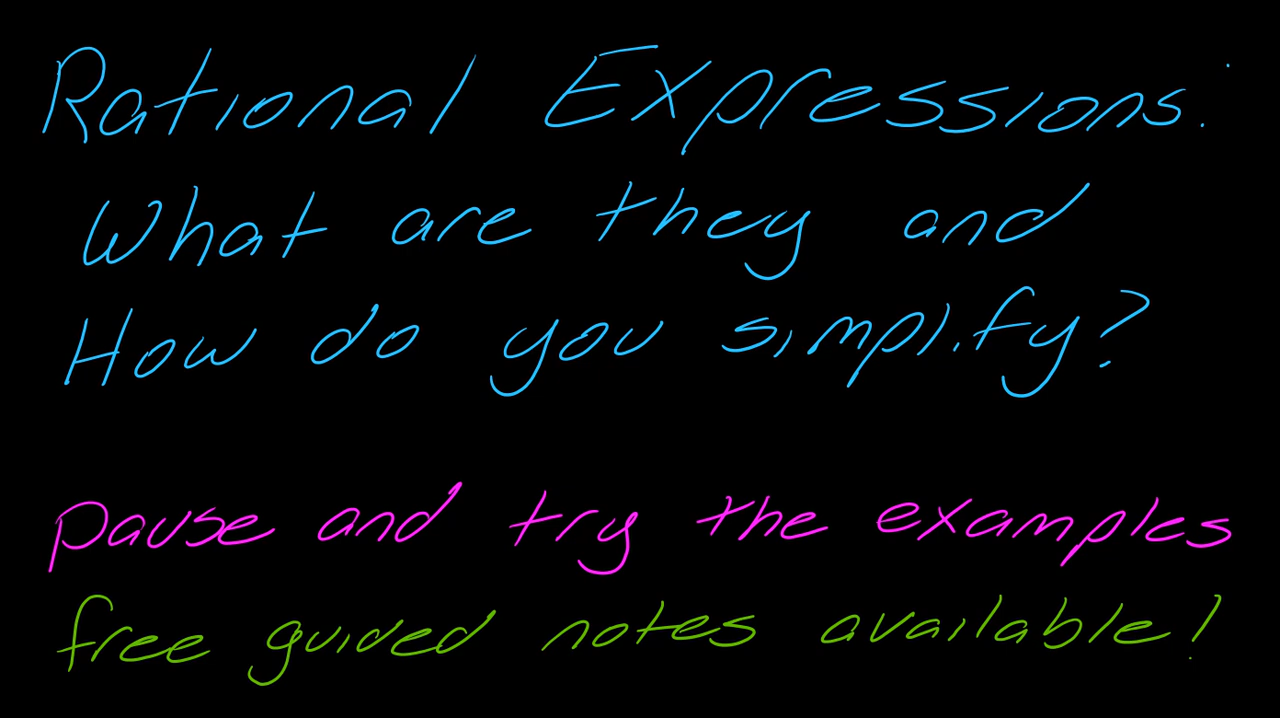 Rational Expressions:
What are they and
How do you simplify?
pause and try the examples
free guided notes available!